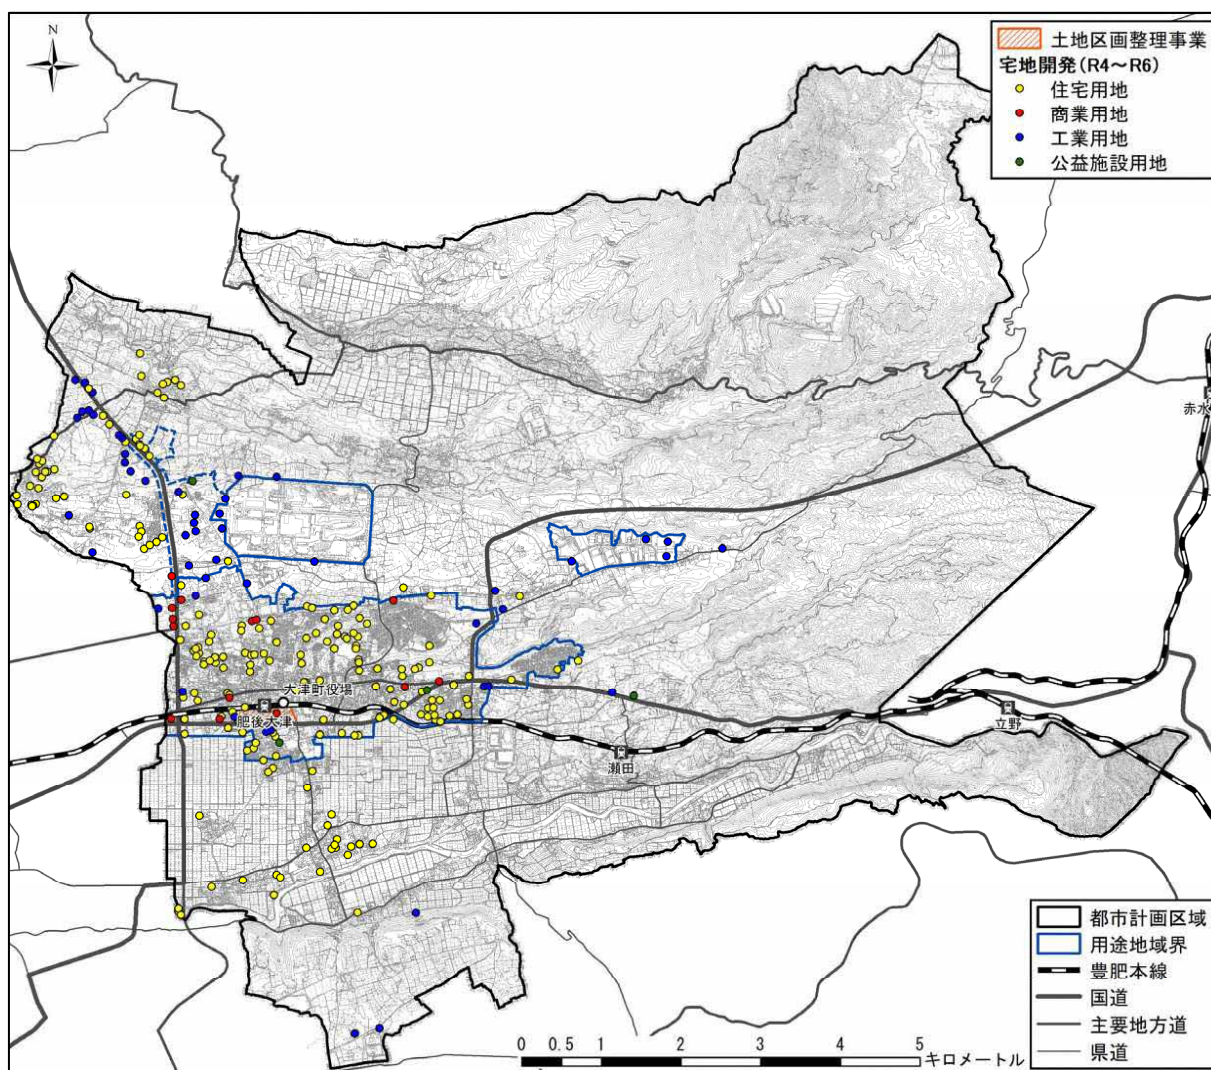 N
土地区画整理事業
宅地開発(R4～R6)
住宅用地
商業用地
工業用地
公益施設用地
赤水
大津町役場
肥後大津
立野
瀬田
都市計画区域
用途地域界
豊肥本線
国道
主要地方道
県道
0 0.5 1 2 3 4 5
キロメートル